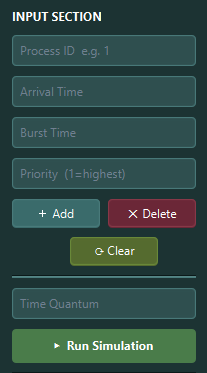 INPUT SECTION
Process ID e.g. 1
Arrival Time
Burst Time
Priority (1=highest)
+ Add
✕ Delete
⟳ Clear
Time Quantum
▸ Run Simulation